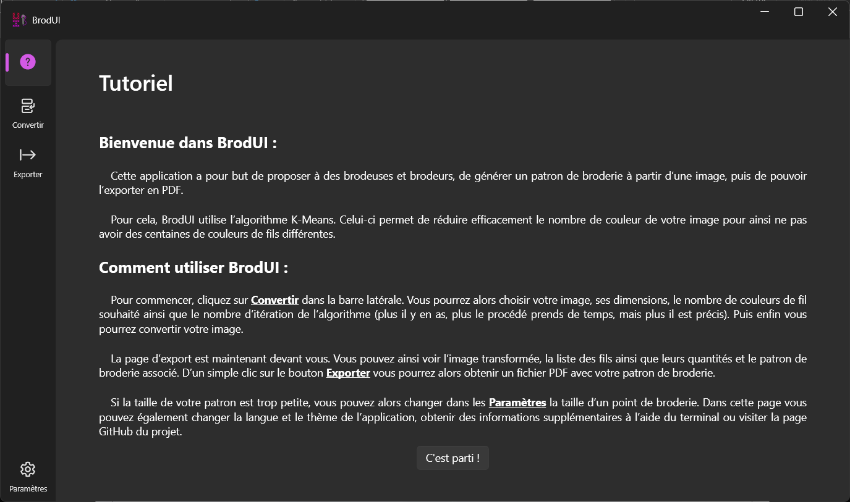 BrodUI
?
Tutoriel
Bienvenue dans BrodUI :
Convertir
Exporter
Cette application a pour but de proposer à des brodeuses et brodeurs, de générer un patron de broderie à partir d'une image, puis de pouvoir
l'exporter en PDF.
Pour cela, BrodUI utilise l'algorithme K-Means. Celui-ci permet de réduire efficacement le nombre de couleur de votre image pour ainsi ne pas
avoir des centaines de couleurs de fils différentes.
Comment utiliser BrodUI :
Pour commencer, cliquez sur Convertir dans la barre latérale. Vous pourrez alors choisir votre image, ses dimensions, le nombre de couleurs de fil
souhaité ainsi que le nombre d'itération de l'algorithme (plus il y en as, plus le procédé prends de temps, mais plus il est précis). Puis enfin vous
pourrez convertir votre image.
La page d'export est maintenant devant vous. Vous pouvez ainsi voir l'image transformée, la liste des fils ainsi que leurs quantités et le patron de
broderie associé. D'un simple clic sur le bouton Exporter vous pourrez alors obtenir un fichier PDF avec votre patron de broderie.
Si la taille de votre patron est trop petite, vous pouvez alors changer dans les Paramètres la taille d'un point de broderie. Dans cette page vous
pouvez également changer la langue et le thème de l'application, obtenir des informations supplémentaires à l'aide du terminal ou visiter la page
GitHub du projet.
C'est parti !
Paramètres